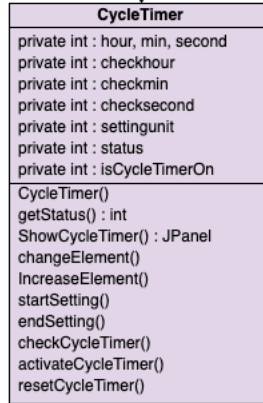 CycleTimer
private int : hour, min, second
private int : checkhour
private int : checkmin
private int : checksecond
private int : settingunit
private int : status
private int : isCycleTimerOn
CycleTimer()
getStatus() : int
ShowCycleTimer() : JPanel
changeElement()
IncreaseElement()
startSetting()
endSetting()
checkCycleTimer()
activateCycleTimer()
resetCycleTimer()